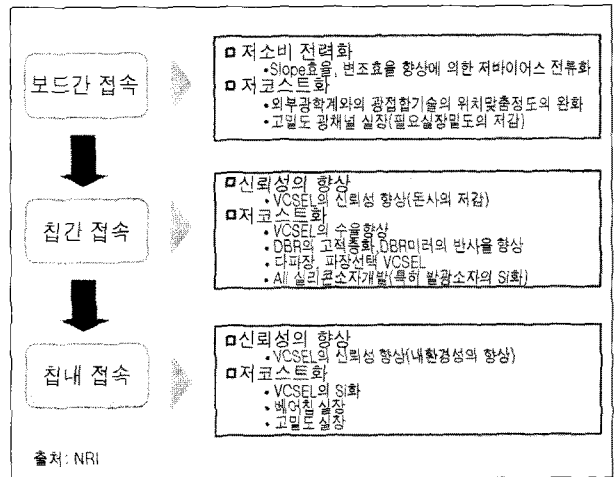 보드간 접속
저소비 전력화
•Slope효율, 변조효율 향상에 의한 저바이어스 전류화
저코스트화
•외부광학계와의 광접합기술의 위치맞춤정도의 완화
•고밀도 광채널 실장(필요실장밀도의 저감)
칩간 접속
신뢰성의 향상
•VCSEL의 신뢰성 향상(돈사의 저감)
저코스트화
•VCSEL의 수율향상
•DBR의 고적층화,DBR미러의 반사율 향상
•다파장, 파장선택 VCSEL
•All 실리콘소자개발(특히 발광소자의 Si화)
칩내 접속
신뢰성의 향상
•VCSEL의 신뢰성 향상(내환경성의 향상)
저코스트화
•VCSEL의 Si화
•베어칩 실장
•고밀도 실장
출처: NRI